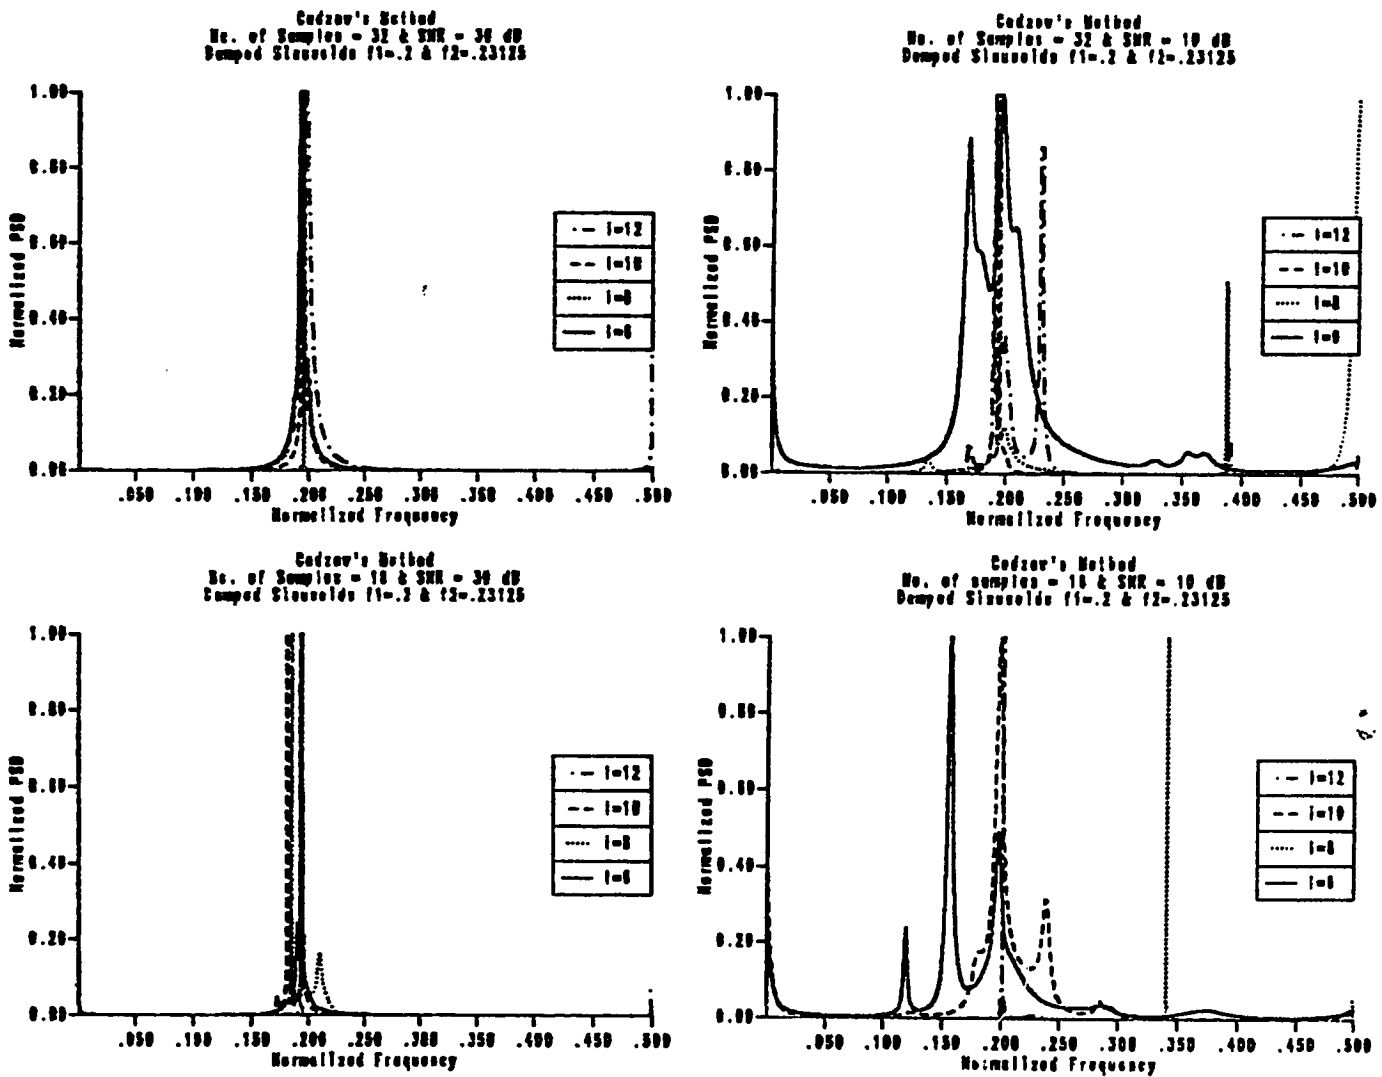 Cadzow's Method
No. of Samples = 32 & SNR = 30 dB
Damped Sinusoids f1=.2 & f2=.23125
1.00
0.80
0.60
0.40
0.20
0.00
Normalized PSD
i=12
i=10
i=8
i=6
.050 .100 .150 .200 .250 .300 .350 .400 .450 .500
Normalized Frequency
Cadzow's Method
No. of Samples = 32 & SNR = 10 dB
Damped Sinusoids f1=.2 & f2=.23125
1.00
0.80
0.60
0.40
0.20
0.00
Normalized PSD
i=12
i=10
i=8
i=6
.050 .100 .150 .200 .250 .300 .350 .400 .450 .500
Normalized Frequency
Cadzow's Method
No. of Samples = & SNR = 30 dB
Damped Sinusoids f1=.2 & f2=.23125
1.00
0.80
0.60
0.40
0.20
0.00
Normalized PSD
i=12
i=10
i=8
i=6
.050 .100 .150 .200 .250 .300 .350 .400 .450 .500
Normalized Frequency
Cadzow's Method
No. of samples = & SNR = 10 dB
Damped Sinusoids f1=.2 & f2=.23125
1.00
0.80
0.60
0.40
0.20
0.00
Normalized PSD
i=12
i=10
i=8
i=6
.050 .100 .150 .200 .250 .300 .350 .400 .450 .500
Normalized Frequency